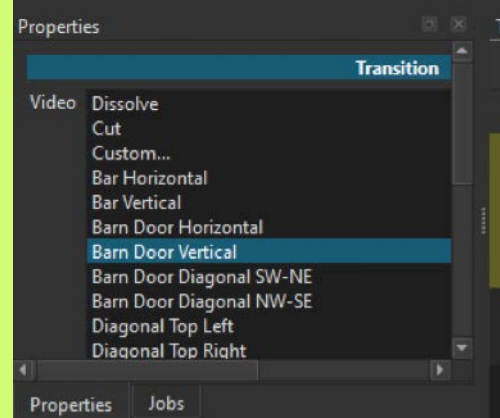 Properties
Transition
Video
Dissolve
Cut
Custom...
Bar Horizontal
Bar Vertical
Barn Door Horizontal
Barn Door Vertical
Barn Door Diagonal SW-NE
Barn Door Diagonal NW-SE
Diagonal Top Left
Diagonal Top Right
Properties
Jobs